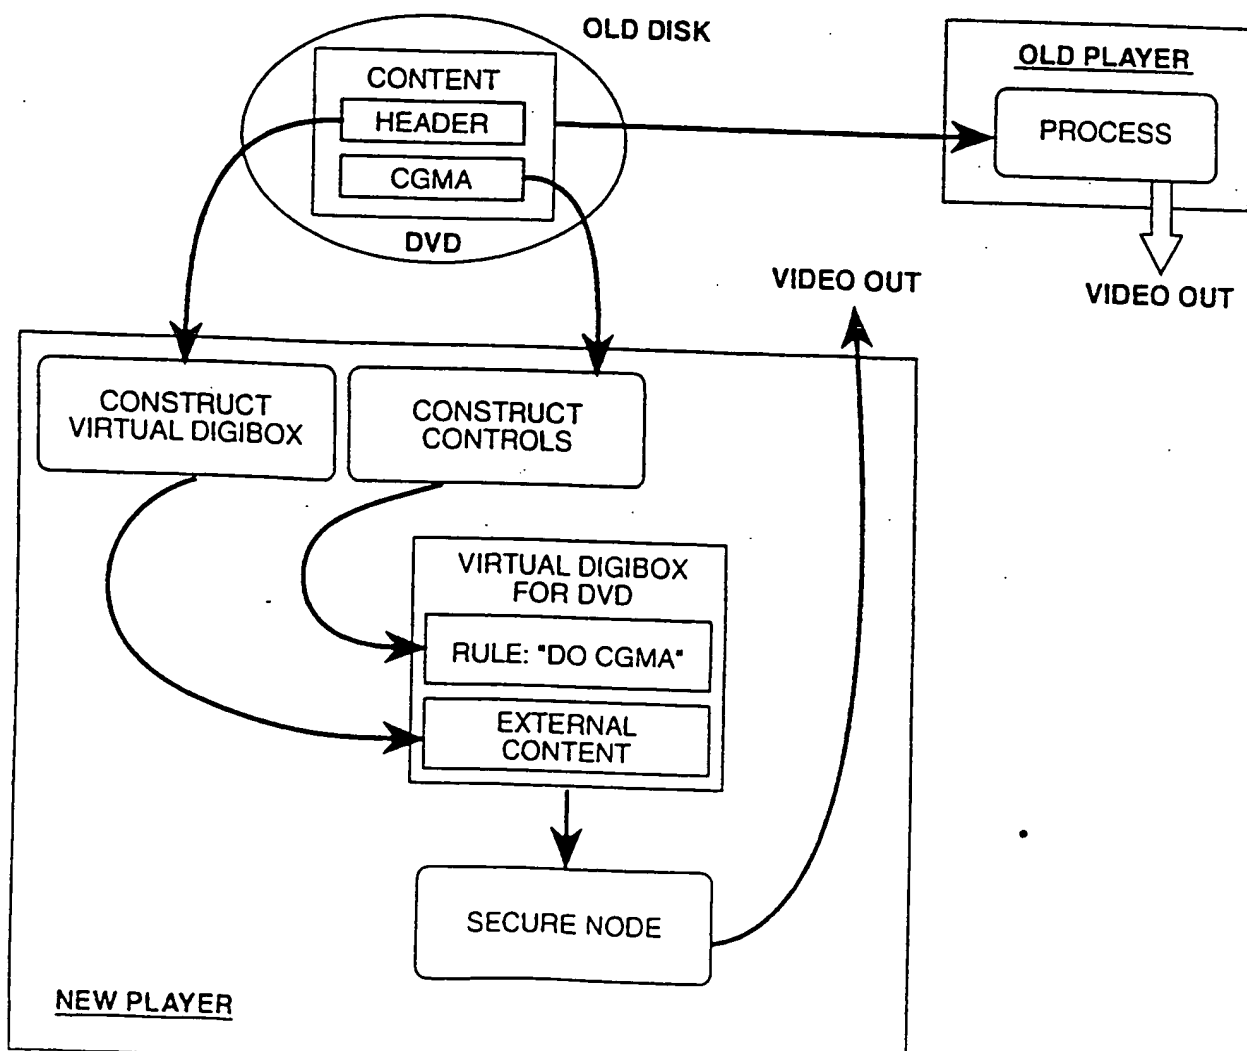 OLD DISK
CONTENT
HEADER
CGMA
DVD
OLD PLAYER
PROCESS
VIDEO OUT
VIDEO OUT
CONSTRUCT
VIRTUAL DIGIBOX
CONSTRUCT
CONTROLS
VIRTUAL DIGIBOX
FOR DVD
RULE: "DO CGMA"
EXTERNAL
CONTENT
SECURE NODE
NEW PLAYER